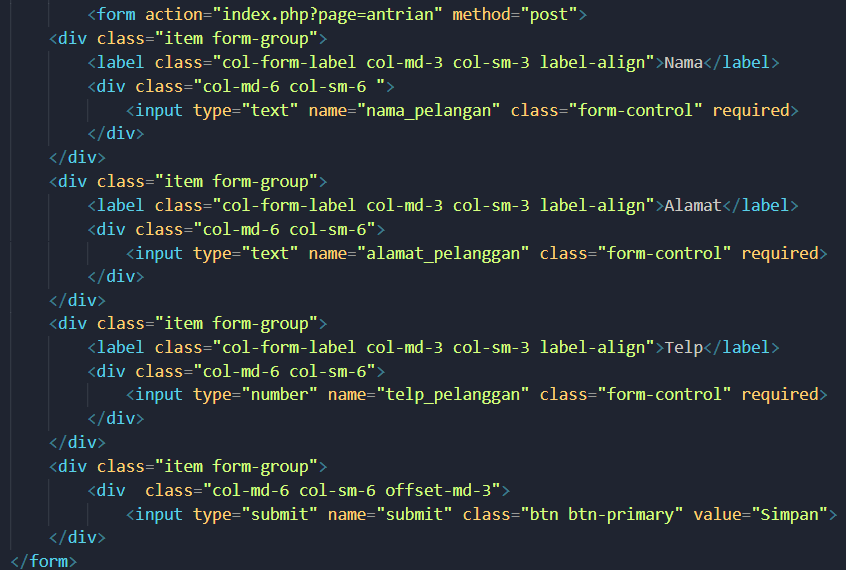 <form action="index.php?page=antrian" method="post">
<div class="item form-group">
<label class="col-form-label col-md-3 col-sm-3 label-align">Nama</label>
<div class="col-md-6 col-sm-6 ">
<input type="text" name="nama_pelangan" class="form-control" required>
</div>
</div>
<div class="item form-group">
<label class="col-form-label col-md-3 col-sm-3 label-align">Alamat</label>
<div class="col-md-6 col-sm-6">
<input type="text" name="alamat_pelanggan" class="form-control" required>
</div>
</div>
<div class="item form-group">
<label class="col-form-label col-md-3 col-sm-3 label-align">Telp</label>
<div class="col-md-6 col-sm-6">
<input type="number" name="telp_pelanggan" class="form-control" required>
</div>
</div>
<div class="item form-group">
<div  class="col-md-6 col-sm-6 offset-md-3">
<input type="submit" name="submit" class="btn btn-primary" value="Simpan">
</div>
</form>